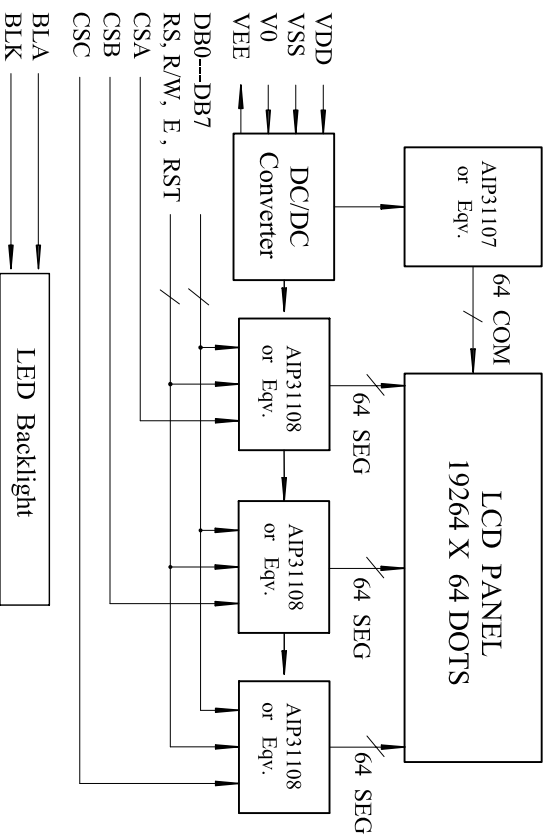 AIP31107
or Eqv.
64 COM
LCD PANEL
19264 X 64 DOTS
VDD
VSS
V0
VEE
DC/DC
Converter
64 SEG
64 SEG
64 SEG
AIP31108
or Eqv.
AIP31108
or Eqv.
AIP31108
or Eqv.
DB0---DB7
RS, R/W, E, RST
CSA
CSB
CSC
BLA
BLK
LED Backlight